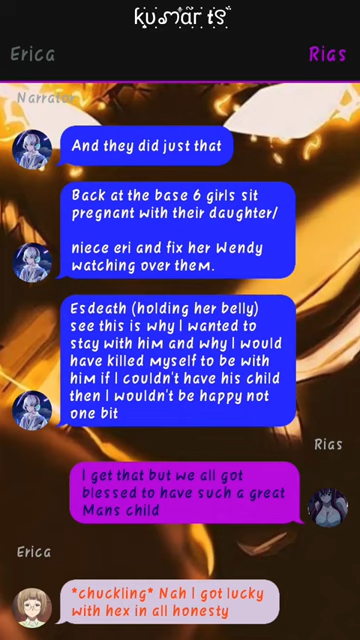 kumar ts
Erica
Rias
Narrator
And they did just that
Back at the base 6 girls sit
pregnant with their daughter/
niece eri and fix her Wendy
watching over them.
Esdeath (holding her belly)
see this is why I wanted to
stay with him and why I would
have killed myself to be with
him if I couldn't have his child
then I wouldn't be happy not
one bit
Rias
I get that but we all got
blessed to have such a great
Mans child
Erica
*chuckling* Nah I got lucky
with hex in all honesty